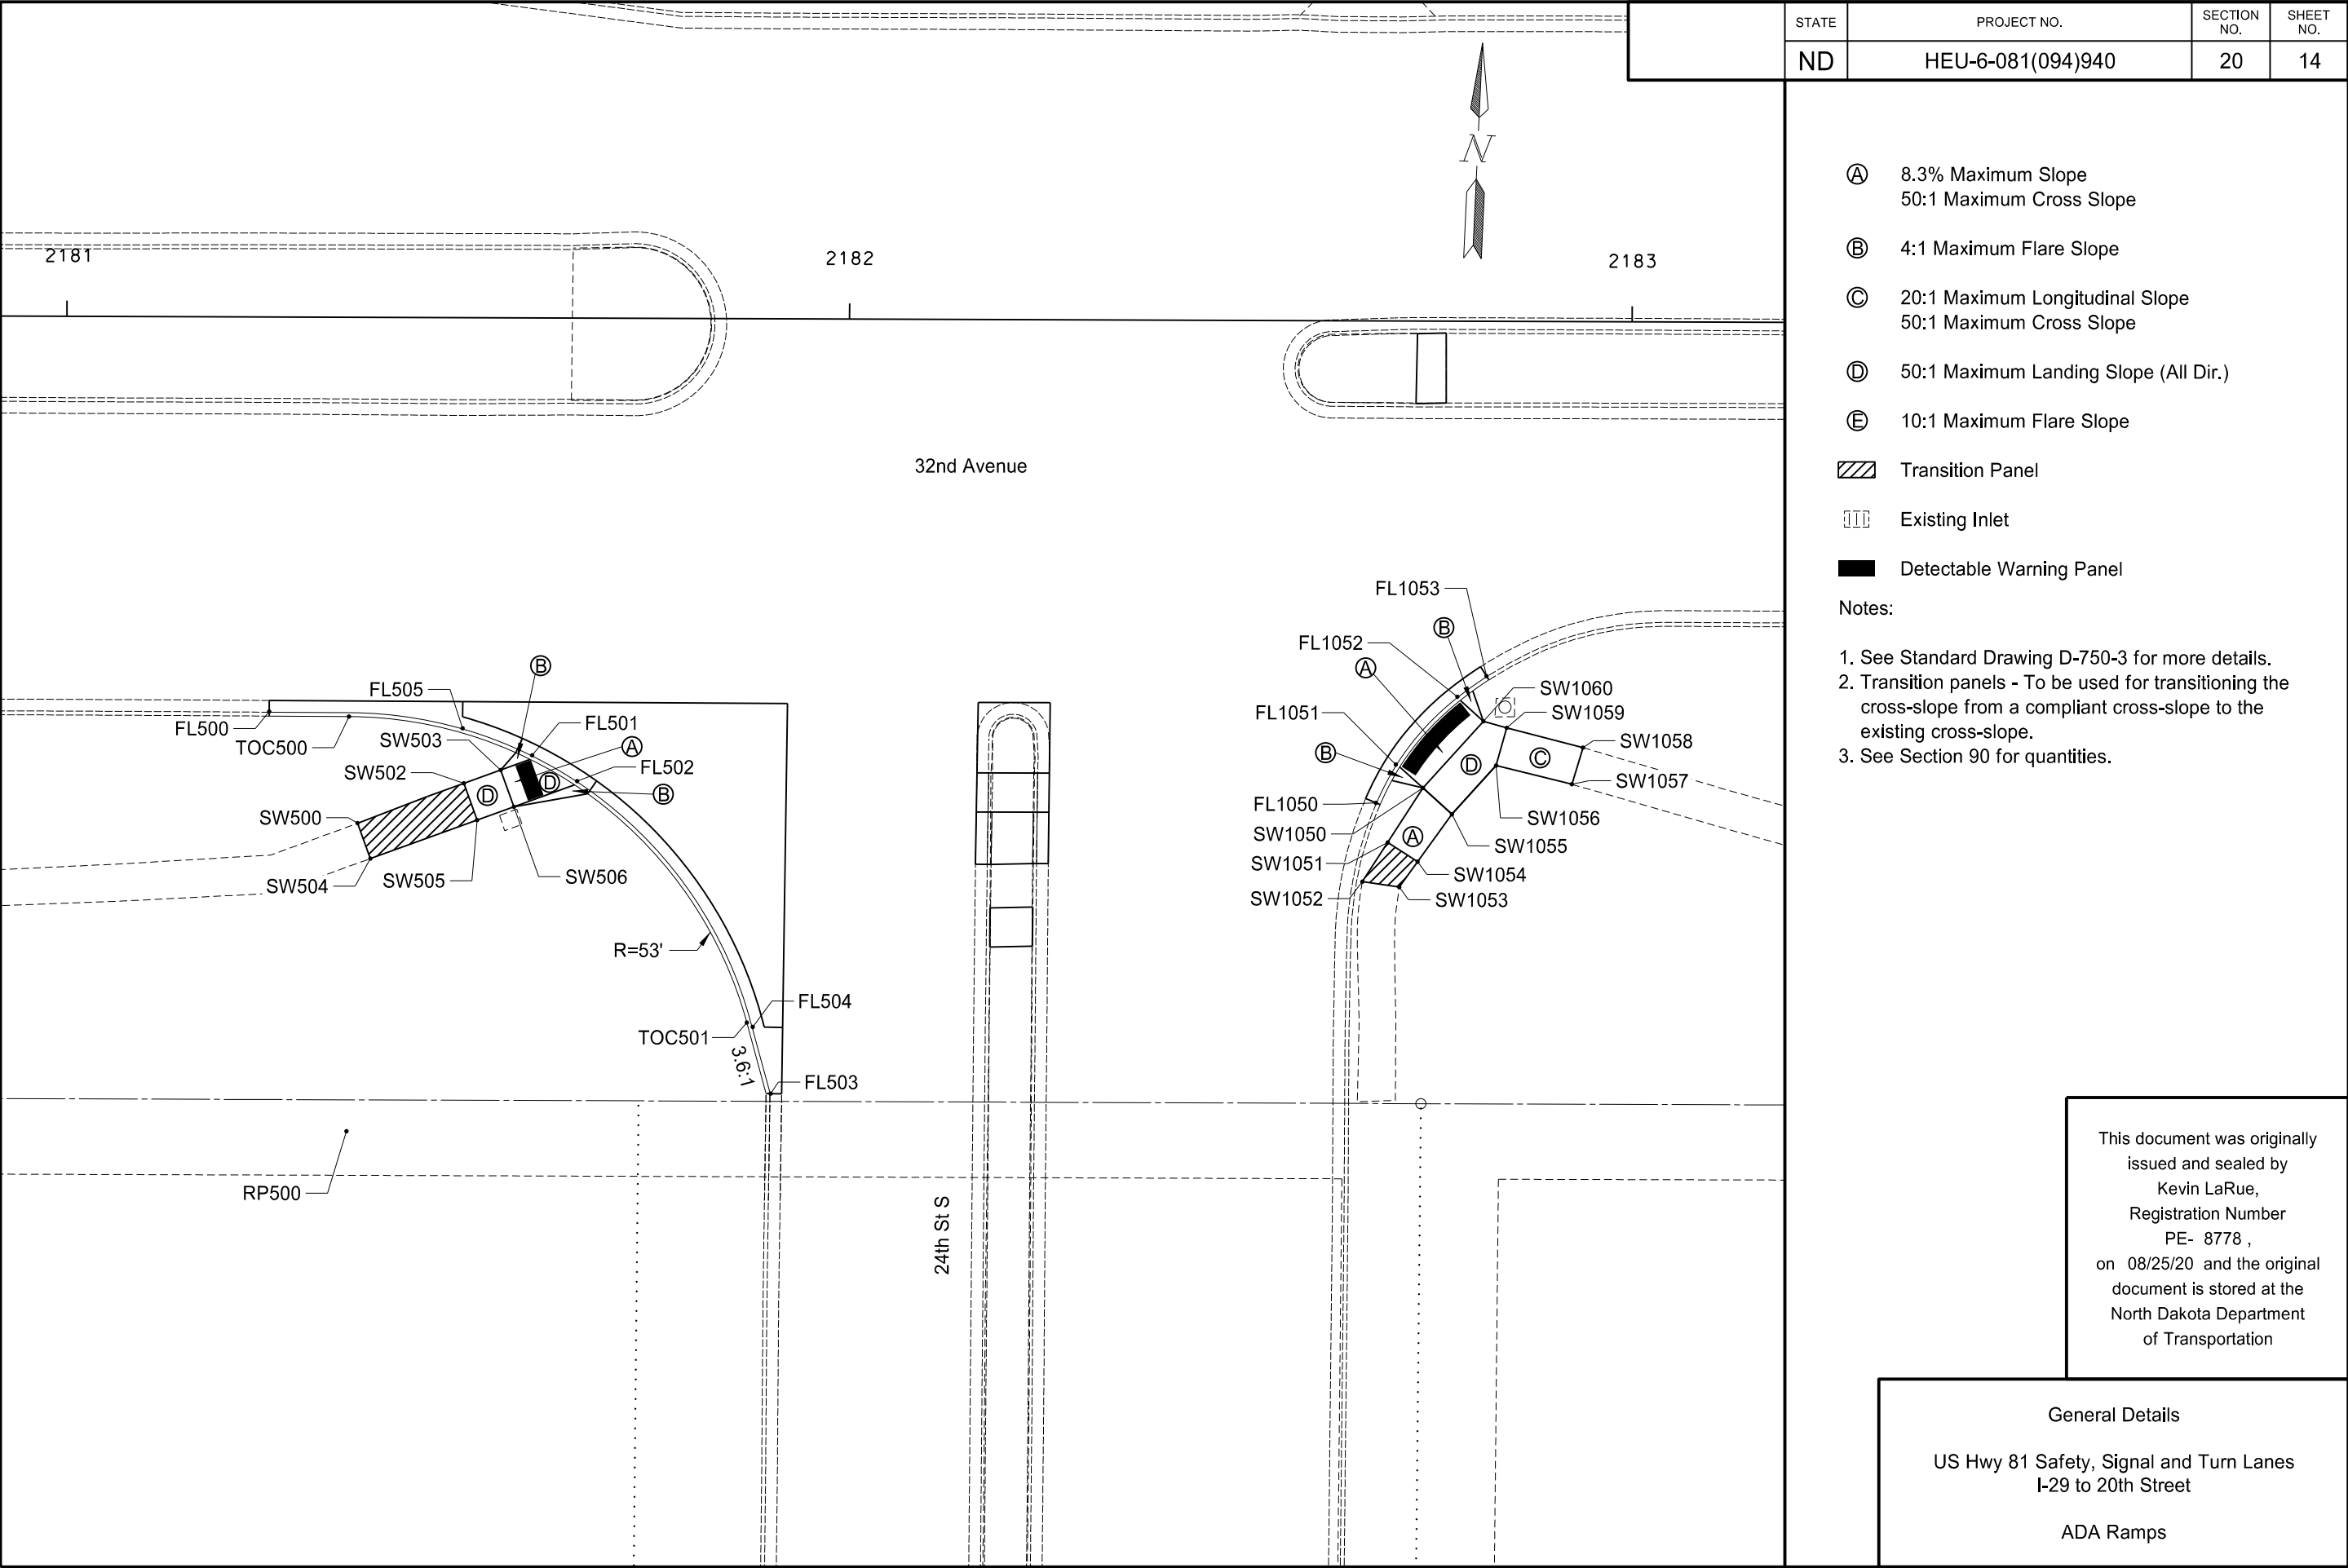 STATE
PROJECT NO.
SECTION NO.
SHEET NO.
ND
HEU-6-081(094)940
20
14
N
2181
2182
2183
32nd Avenue
A 8.3% Maximum Slope
50:1 Maximum Cross Slope
B 4:1 Maximum Flare Slope
C 20:1 Maximum Longitudinal Slope
50:1 Maximum Cross Slope
D 50:1 Maximum Landing Slope (All Dir.)
E 10:1 Maximum Flare Slope
Transition Panel
Existing Inlet
Detectable Warning Panel
Notes:
1. See Standard Drawing D-750-3 for more details.
2. Transition panels - To be used for transitioning the
cross-slope from a compliant cross-slope to the
existing cross-slope.
3. See Section 90 for quantities.
B
FL505
FL500
TOC500
SW503
FL501
A
SW502
FL502
D
D
B
SW500
SW504
SW505
SW506
R=53'
FL504
TOC501
3.6:1
FL503
RP500
24th St S
FL1053
B
FL1052
A
SW1060
FL1051
SW1059
B
SW1058
D
C
SW1057
FL1050
SW1056
SW1050
A
SW1055
SW1051
SW1054
SW1052
SW1053
This document was originally
issued and sealed by
Kevin LaRue,
Registration Number
PE- 8778 ,
on 08/25/20 and the original
document is stored at the
North Dakota Department
of Transportation
General Details
US Hwy 81 Safety, Signal and Turn Lanes
I-29 to 20th Street
ADA Ramps